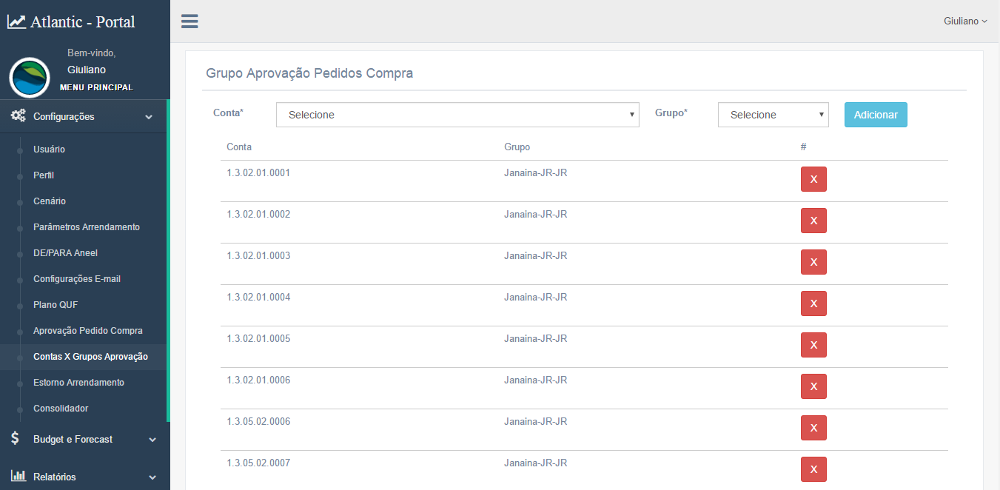 Atlantic - Portal
Giuliano
Bem-vindo,
Giuliano
MENU PRINCIPAL
Configurações
Usuário
Perfil
Cenário
Parâmetros Arrendamento
DE/PARA Aneel
Configurações E-mail
Plano QUF
Aprovação Pedido Compra
Contas X Grupos Aprovação
Estorno Arrendamento
Consolidador
Budget e Forecast
Relatórios
Grupo Aprovação Pedidos Compra
Conta* Selecione Grupo* Selecione Adicionar
Conta Grupo #
1.3.02.01.0001 Janaina-JR-JR X
1.3.02.01.0002 Janaina-JR-JR X
1.3.02.01.0003 Janaina-JR-JR X
1.3.02.01.0004 Janaina-JR-JR X
1.3.02.01.0005 Janaina-JR-JR X
1.3.02.01.0006 Janaina-JR-JR X
1.3.05.02.0006 Janaina-JR-JR X
1.3.05.02.0007 Janaina-JR-JR X